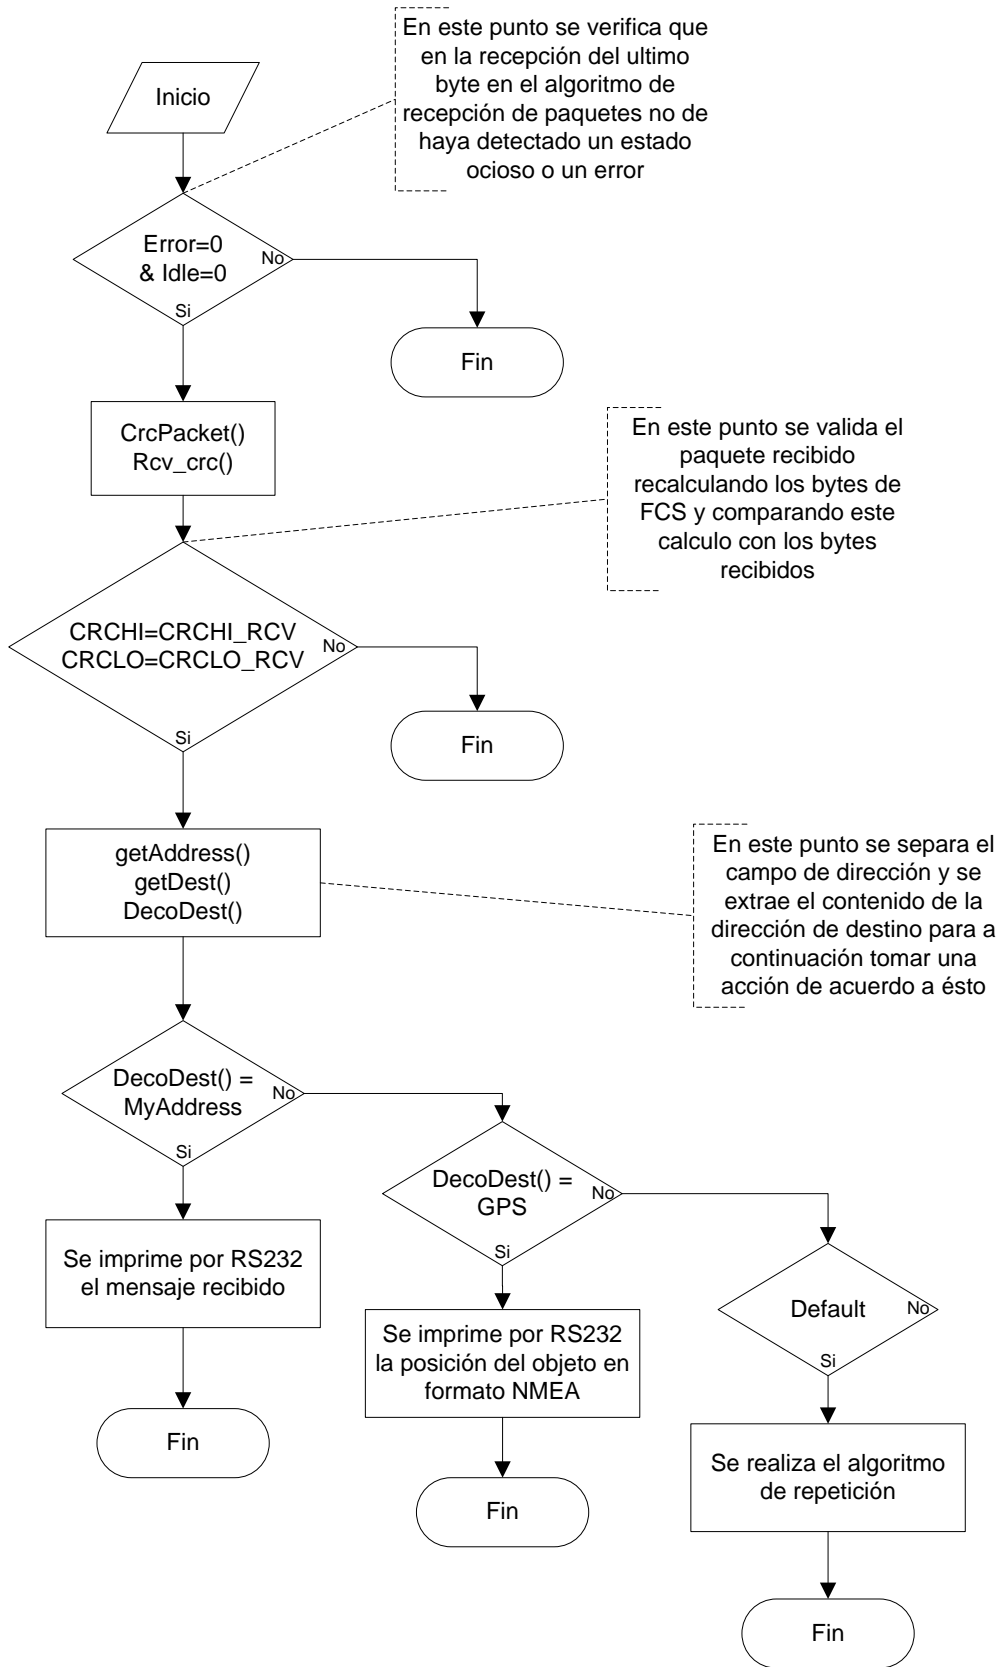 En este punto se verifica que
en la recepción del ultimo
byte en el algoritmo de
recepción de paquetes no de
haya detectado un estado
ocioso o un error
Inicio
Error=0
& Idle=0
No
Si
Fin
CrcPacket()
Rcv_crc()
En este punto se valida el
paquete recibido
recalculando los bytes de
FCS y comparando este
calculo con los bytes
recibidos
CRCHI=CRCHI_RCV
CRCLO=CRCLO_RCV
No
Si
Fin
getAddress()
getDest()
DecoDest()
En este punto se separa el
campo de dirección y se
extrae el contenido de la
dirección de destino para a
continuación tomar una
acción de acuerdo a ésto
DecoDest() =
MyAddress
No
Si
DecoDest() =
GPS
No
Si
Se imprime por RS232
el mensaje recibido
Default
No
Si
Se imprime por RS232
la posición del objeto en
formato NMEA
Fin
Se realiza el algoritmo
de repetición
Fin
Fin